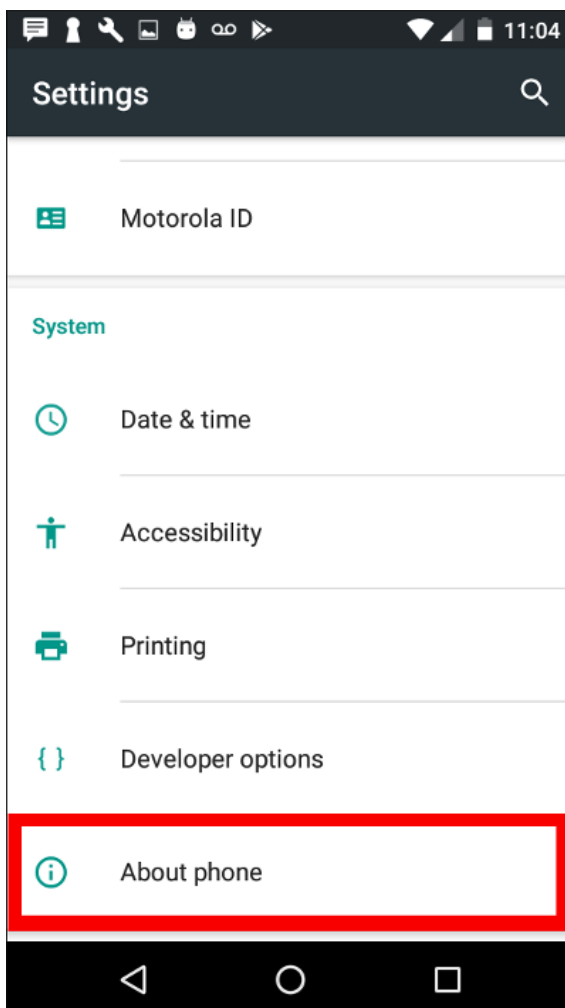 11:04
Settings
Motorola ID
System
Date & time
Accessibility
Printing
{ } Developer options
About phone